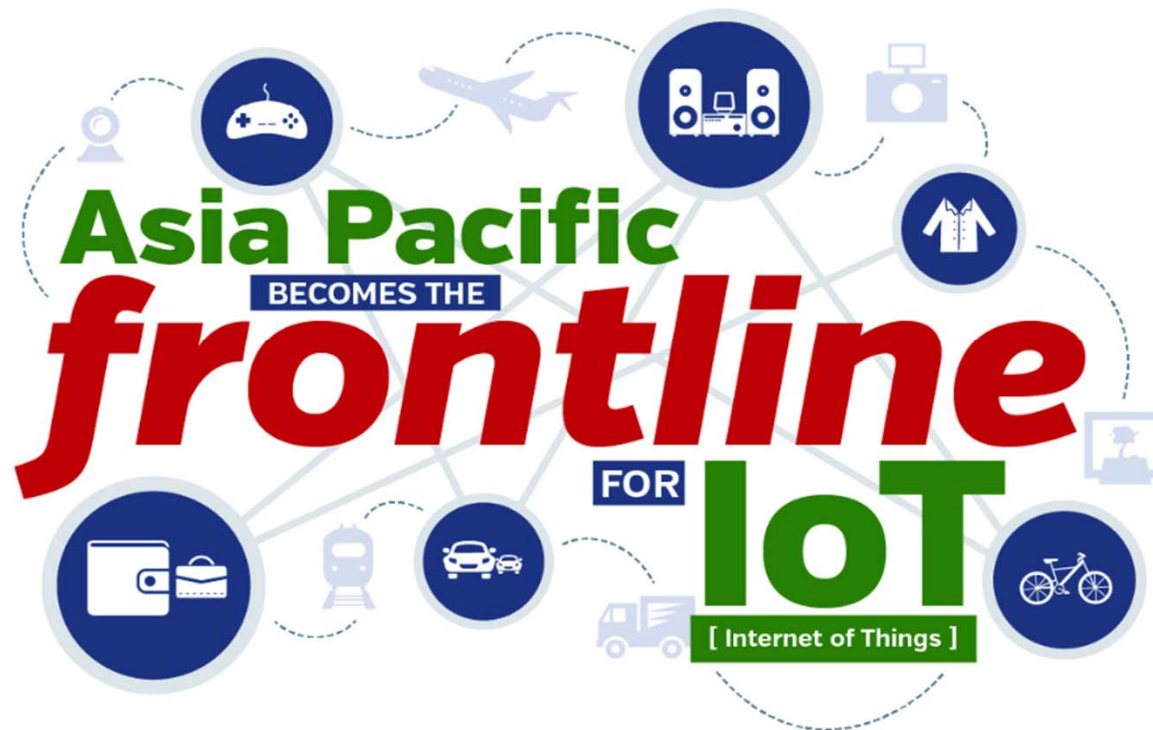 Asia Pacific
BECOMES THE
frontline
FOR
IoT
[ Internet of Things ]